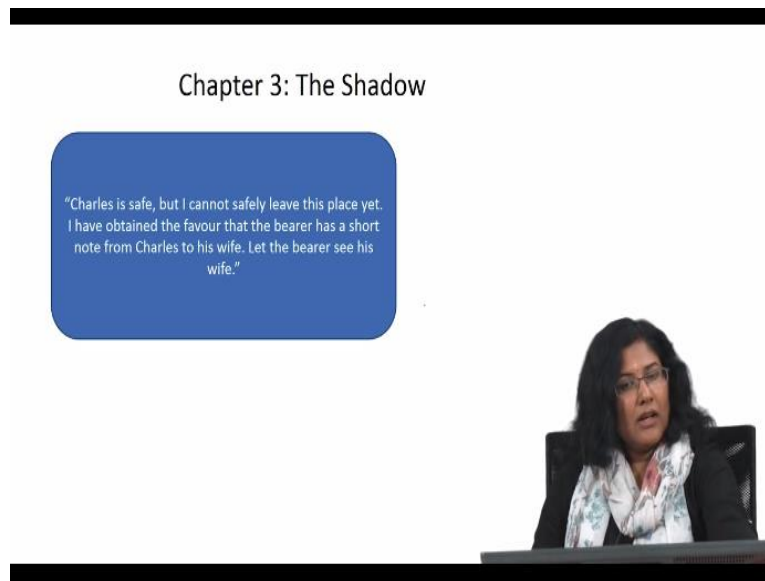 Chapter 3: The Shadow
“Charles is safe, but I cannot safely leave this place yet.
I have obtained the favour that the bearer has a short
note from Charles to his wife. Let the bearer see his
wife.”